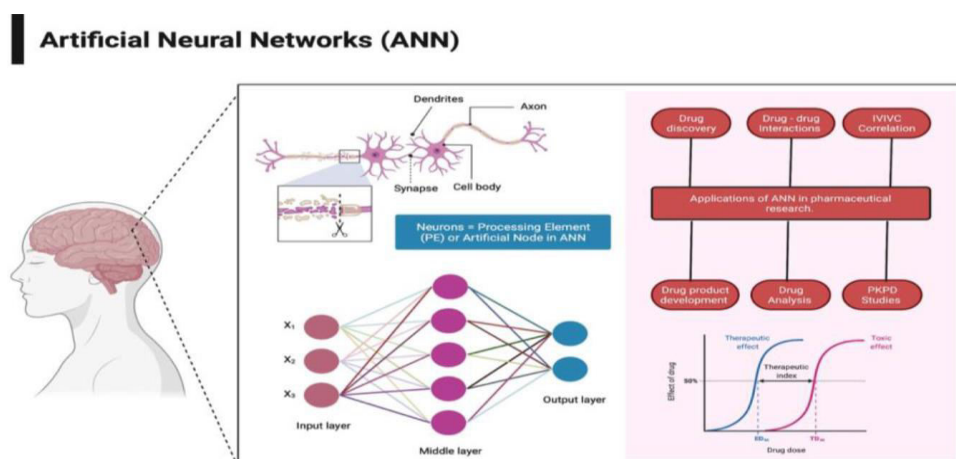 Artificial Neural Networks (ANN)
Dendrites
Axon
Synapse
Cell body
Neurons = Processing Element
(PE) or Artificial Node in ANN
X₁
X₂
X₃
Input layer
Middle layer
Output layer
Drug
discovery
Drug - drug
Interactions
IVIVC
Correlation
Applications of ANN in pharmaceutical
research.
Drug product
development
Drug
Analysis
PKPD
Studies
Therapeutic
effect
Toxic
effect
Therapeutic
index
Effect of drug
50%
ED₅₀
TD₅₀
Drug dose